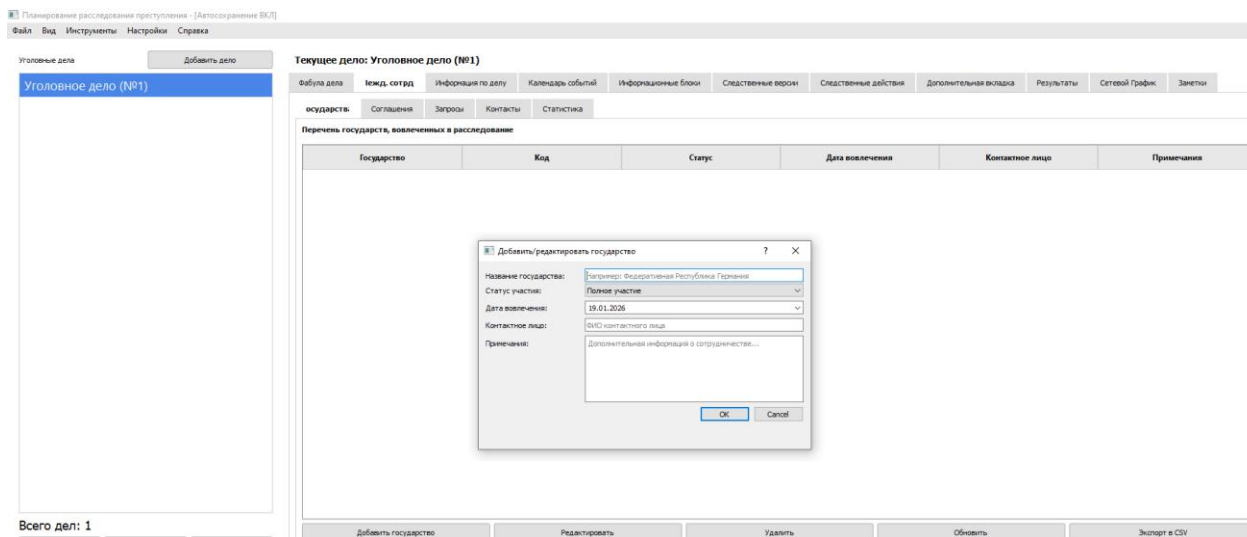 Планирование расследования преступления - [Автосохранение ВКЛ]
Файл Вид Инструменты Настройки Справка
Уголовные дела
Добавить дело
Уголовное дело (№1)
Всего дел: 1
Текущее дело: Уголовное дело (№1)
Фабула дела Іежд. сотрд Информация по делу Календарь событий Информационные блоки Следственные версии Следственные действия Дополнительная вкладка Результаты Сетевой График Занетки
осударств Соглашения Запросы Контакты Статистика
Перечень государств, вовлеченных в расследование
Государство Код Статус Дата вовлечения Контактное лицо Примечания
Добавить/редактировать государство ? ×
Название государства: Например: Федеративная Республика Германия
Статус участия: Полное участие
Дата вовлечения: 19.01.2026
Контактное лицо: ФИО контактного лица
Примечания: Дополнительная информация о сотрудничестве...
OK Cancel
Добавить государство Редактировать Удалить Обновить Экспорт в CSV